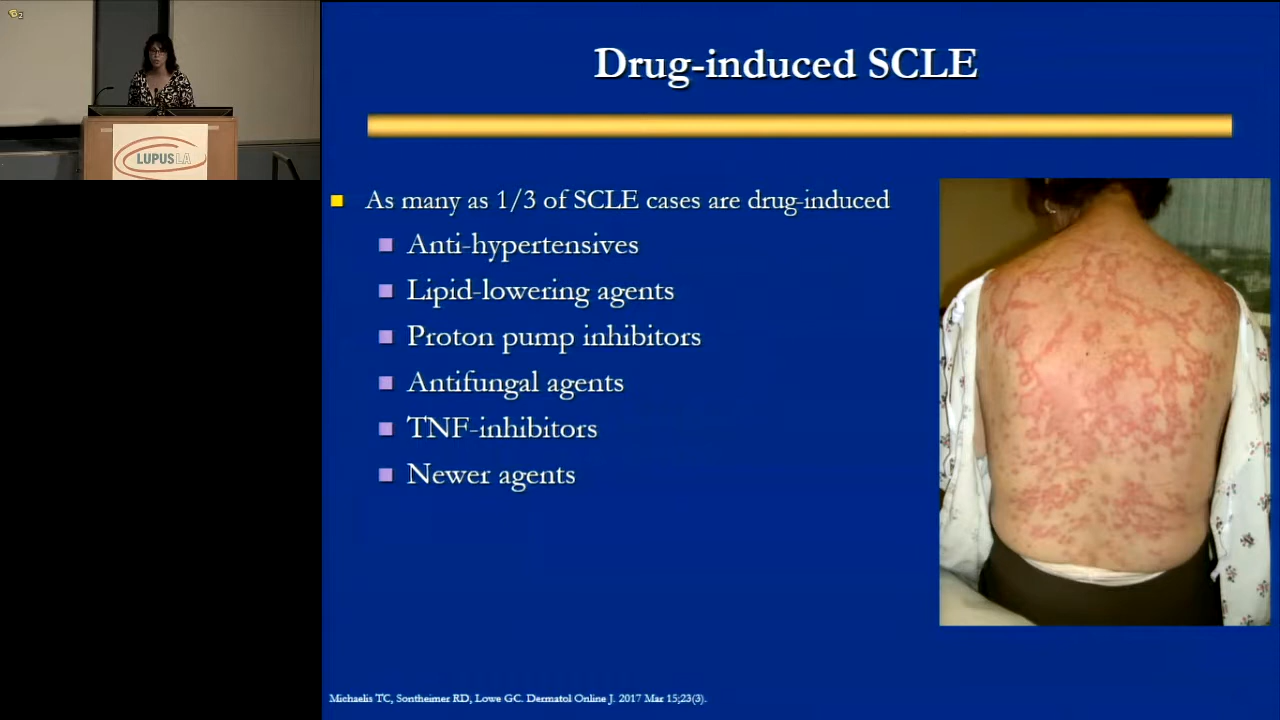 Drug-induced SCLE
As many as 1/3 of SCLE cases are drug-induced
Anti-hypertensives
Lipid-lowering agents
Proton pump inhibitors
Antifungal agents
TNF-inhibitors
Newer agents
Michaelis TC, Sontheimer RD, Lowe GC. Dermatol Online J. 2017 Mar 15;23(3).
LUPUS LA